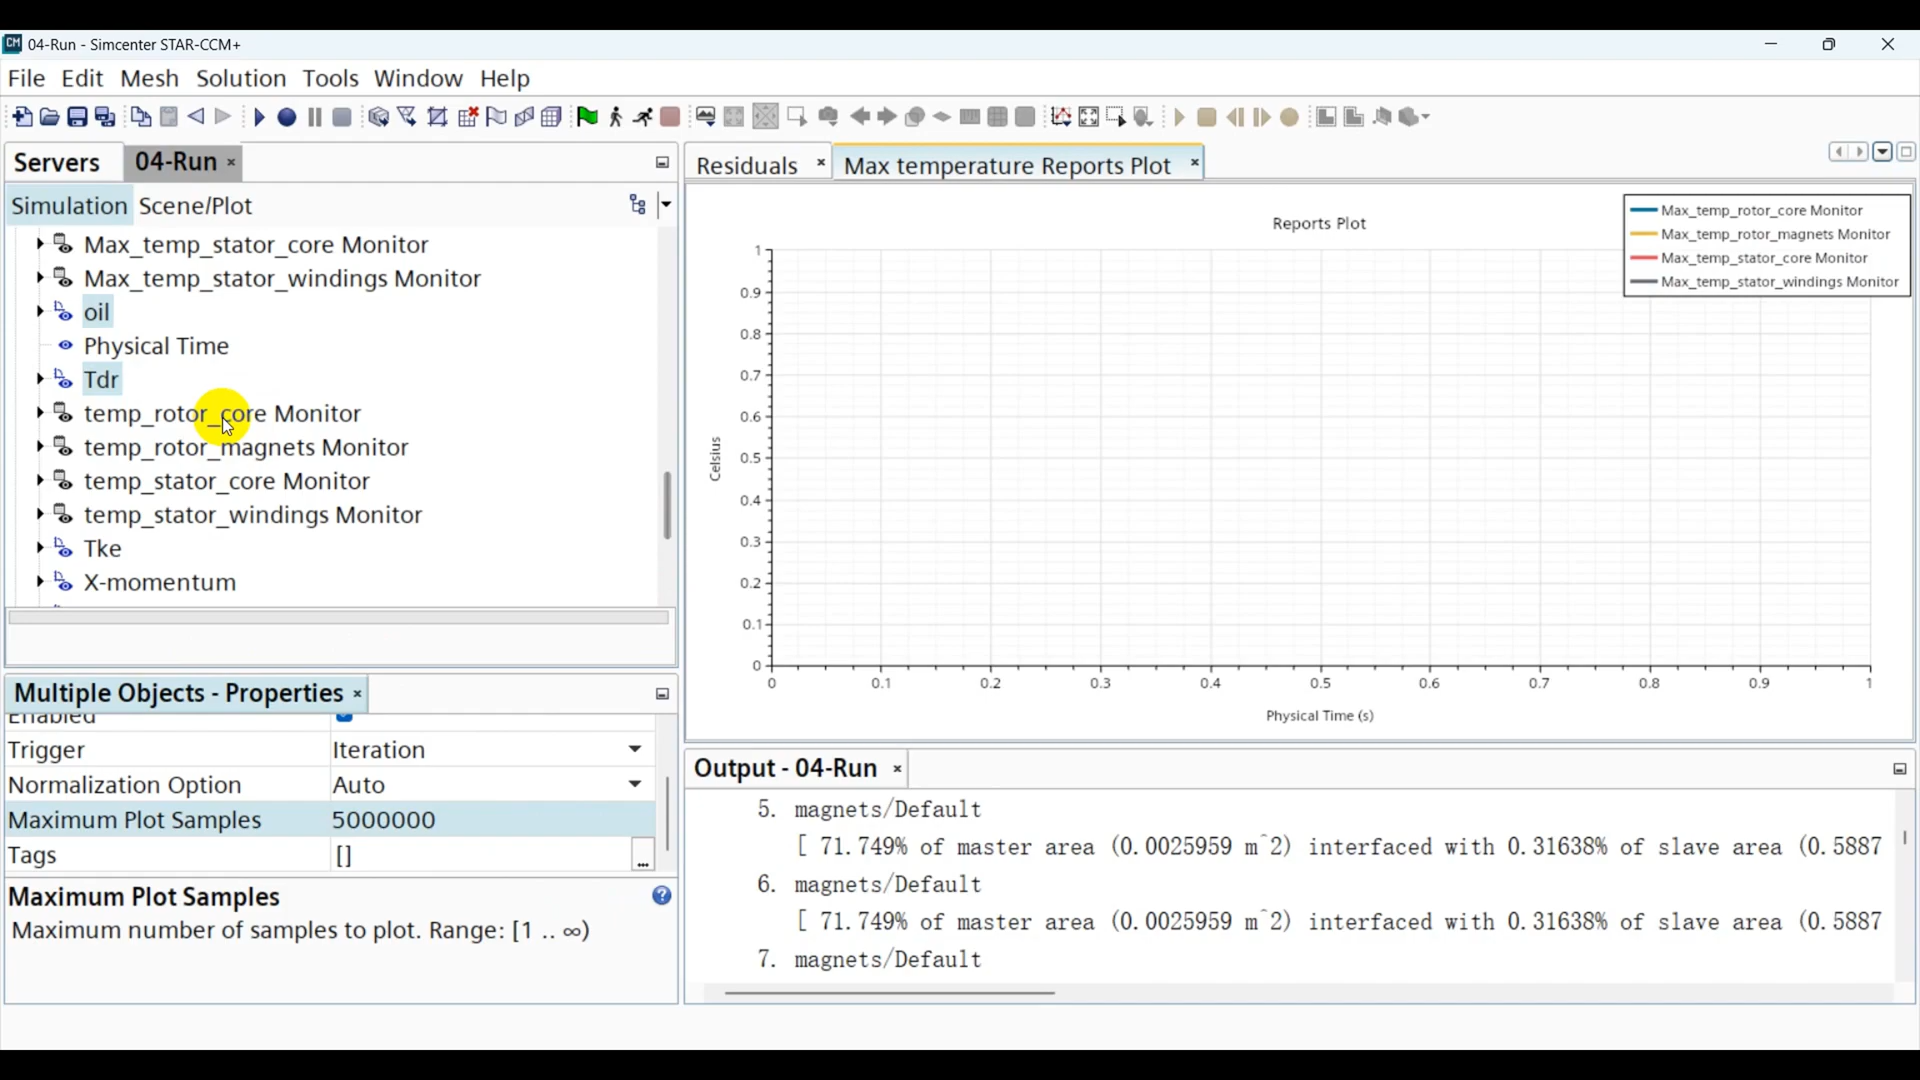 CM 04-Run - Simcenter STAR-CCM+
File Edit Mesh Solution Tools Window Help
Servers 04-Run ×
Simulation Scene/Plot
Max_temp_stator_core Monitor
Max_temp_stator_windings Monitor
oil
Physical Time
Tdr
temp_rotor_core Monitor
temp_rotor_magnets Monitor
temp_stator_core Monitor
temp_stator_windings Monitor
Tke
X-momentum
Multiple Objects - Properties ×
Enabled
Trigger Iteration
Normalization Option Auto
Maximum Plot Samples 5000000
Tags [] ...
Maximum Plot Samples
Maximum number of samples to plot. Range: [1 .. ∞)
Residuals × Max temperature Reports Plot ×
Reports Plot
Max_temp_rotor_core Monitor
Max_temp_rotor_magnets Monitor
Max_temp_stator_core Monitor
Max_temp_stator_windings Monitor
1
0.9
0.8
0.7
0.6
0.5
0.4
0.3
0.2
0.1
0
Celsius
0 0.1 0.2 0.3 0.4 0.5 0.6 0.7 0.8 0.9 1
Physical Time (s)
Output - 04-Run ×
5. magnets/Default
[ 71.749% of master area (0.0025959 m^2) interfaced with 0.31638% of slave area (0.5887
6. magnets/Default
[ 71.749% of master area (0.0025959 m^2) interfaced with 0.31638% of slave area (0.5887
7. magnets/Default